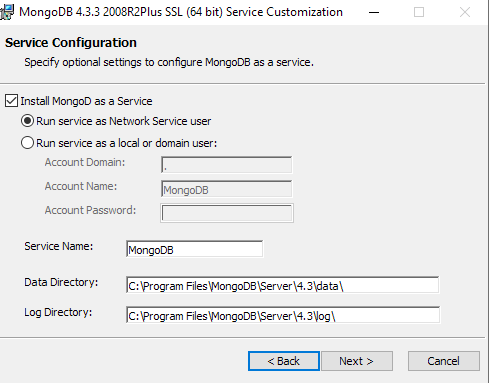 MongoDB 4.3.3 2008R2Plus SSL (64 bit) Service Customization
Service Configuration
Specify optional settings to configure MongoDB as a service.
Install MongoD as a Service
Run service as Network Service user
Run service as a local or domain user:
Account Domain: .
Account Name: MongoDB
Account Password:
Service Name: MongoDB
Data Directory: C:\Program Files\MongoDB\Server\4.3\data\
Log Directory: C:\Program Files\MongoDB\Server\4.3\log\
< Back Next > Cancel